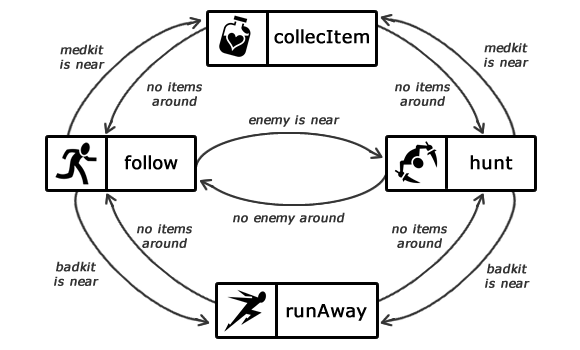 collecItem
medkit
is near
medkit
is near
no items
around
no items
around
enemy is near
follow
hunt
no enemy around
no items
around
no items
around
badkit
is near
badkit
is near
runAway